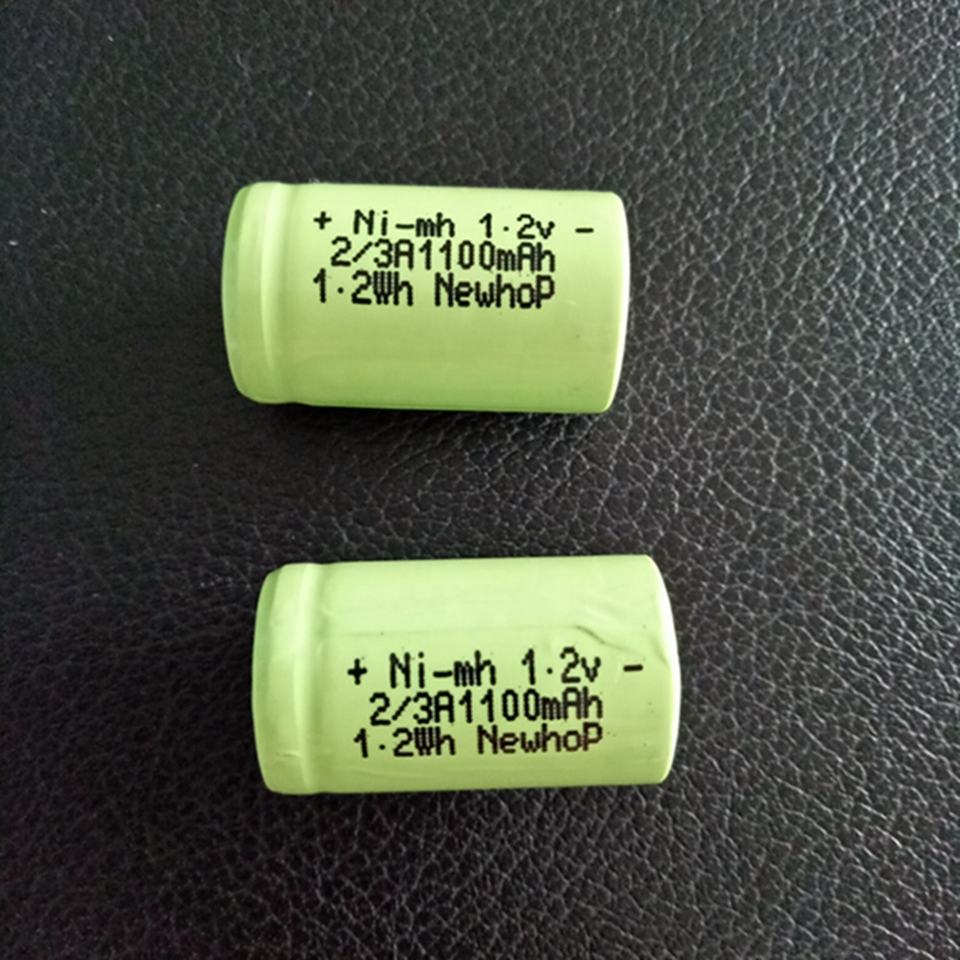 + Ni-mh 1.2v -
2/3A1100mAh
1.2Wh NewhoP
+ Ni-mh 1.2v -
2/3A1100mAh
1.2Wh NewhoP